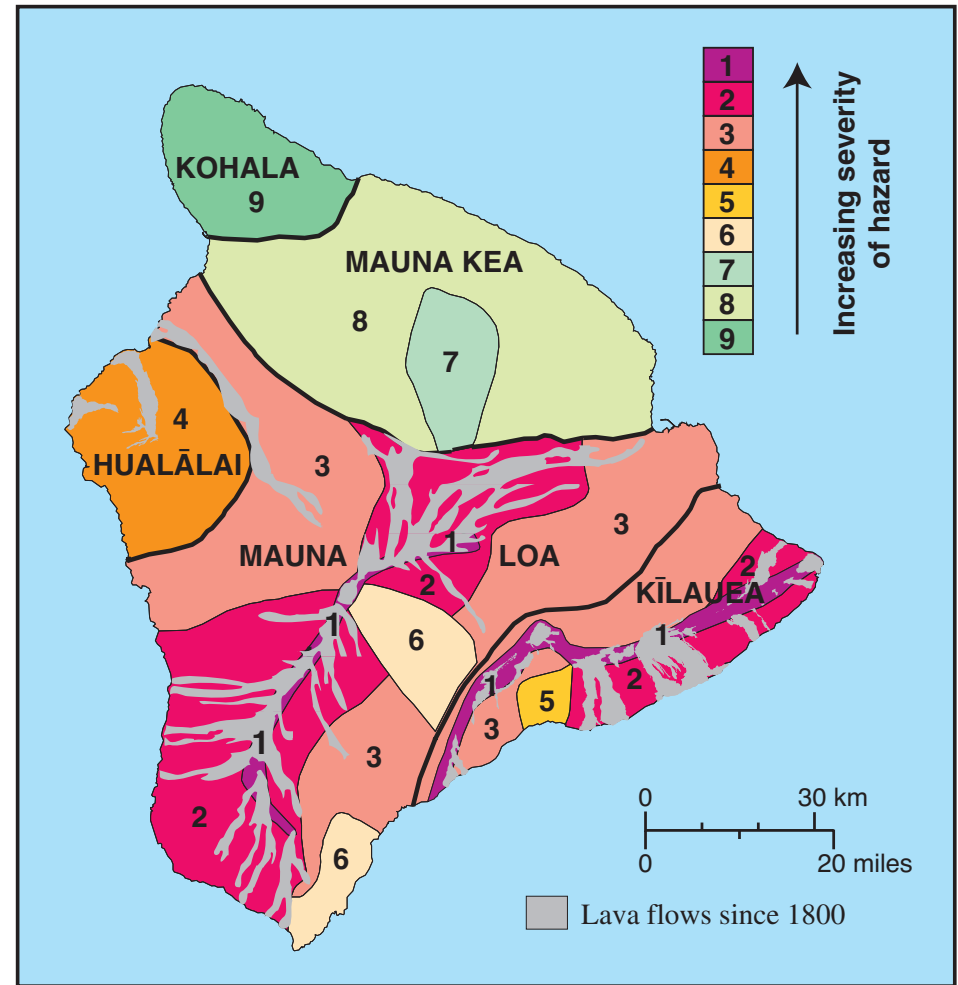 KOHALA
9
MAUNA KEA
8
7
4
HUALĀLAI
3
MAUNA
LOA
1
2
3
KĪLAUEA
2
1
6
1
1
2
5
3
1
3
2
6
1
2
3
4
5
6
7
8
9
Increasing severity
of hazard
0 30 km
0 20 miles
Lava flows since 1800